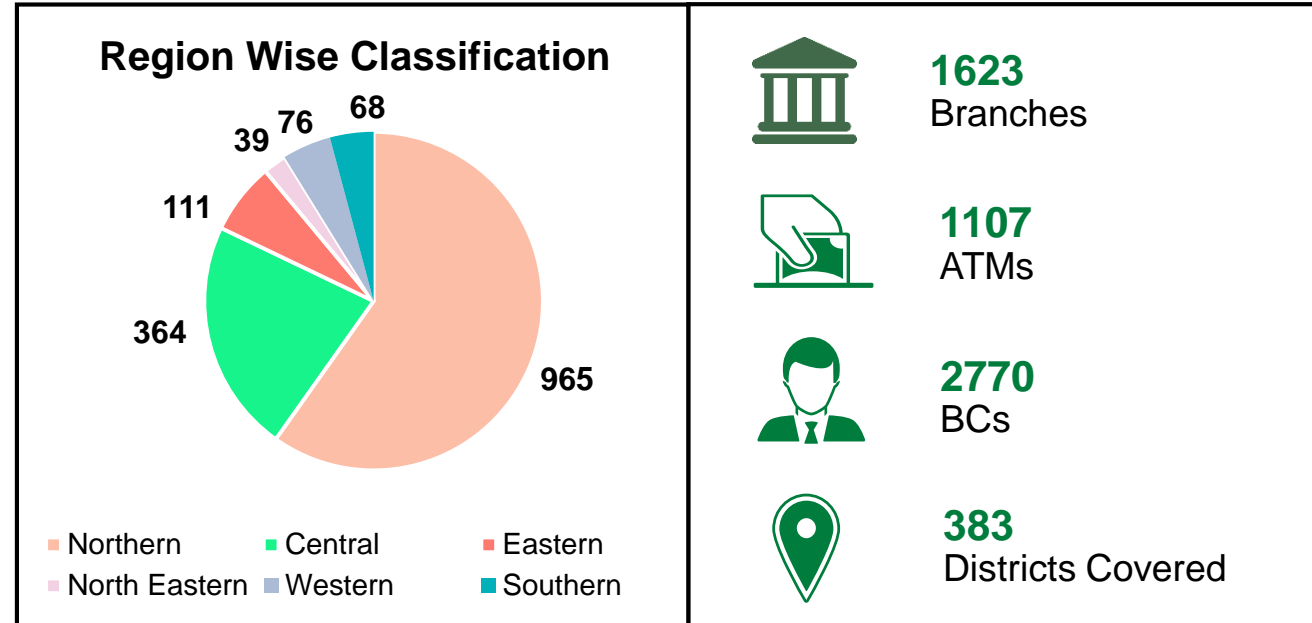 Region Wise Classification
68
76
39
111
364
965
Northern Central Eastern
North Eastern Western Southern
1623
Branches
1107
ATMs
2770
BCs
383
Districts Covered